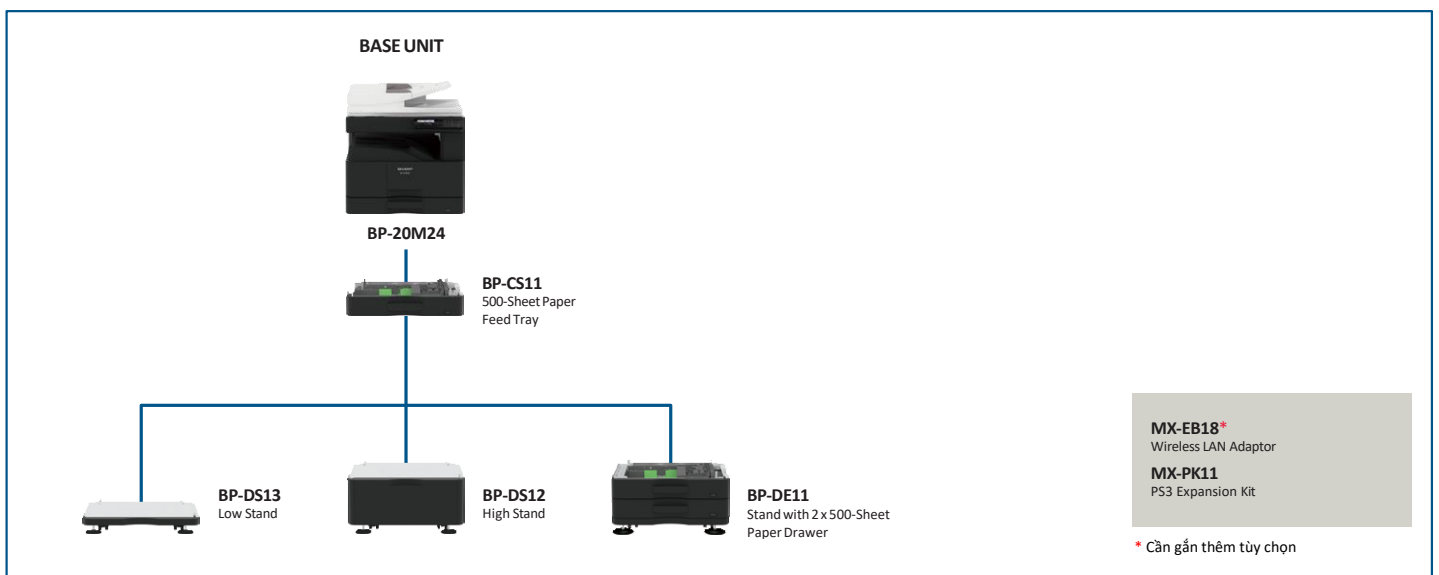 BASE UNIT
BP-20M24
BP-CS11
500-Sheet Paper
Feed Tray
BP-DS13
Low Stand
BP-DS12
High Stand
BP-DE11
Stand with 2 x 500-Sheet
Paper Drawer
MX-EB18*
Wireless LAN Adaptor
MX-PK11
PS3 Expansion Kit
* Cần gắn thêm tùy chọn